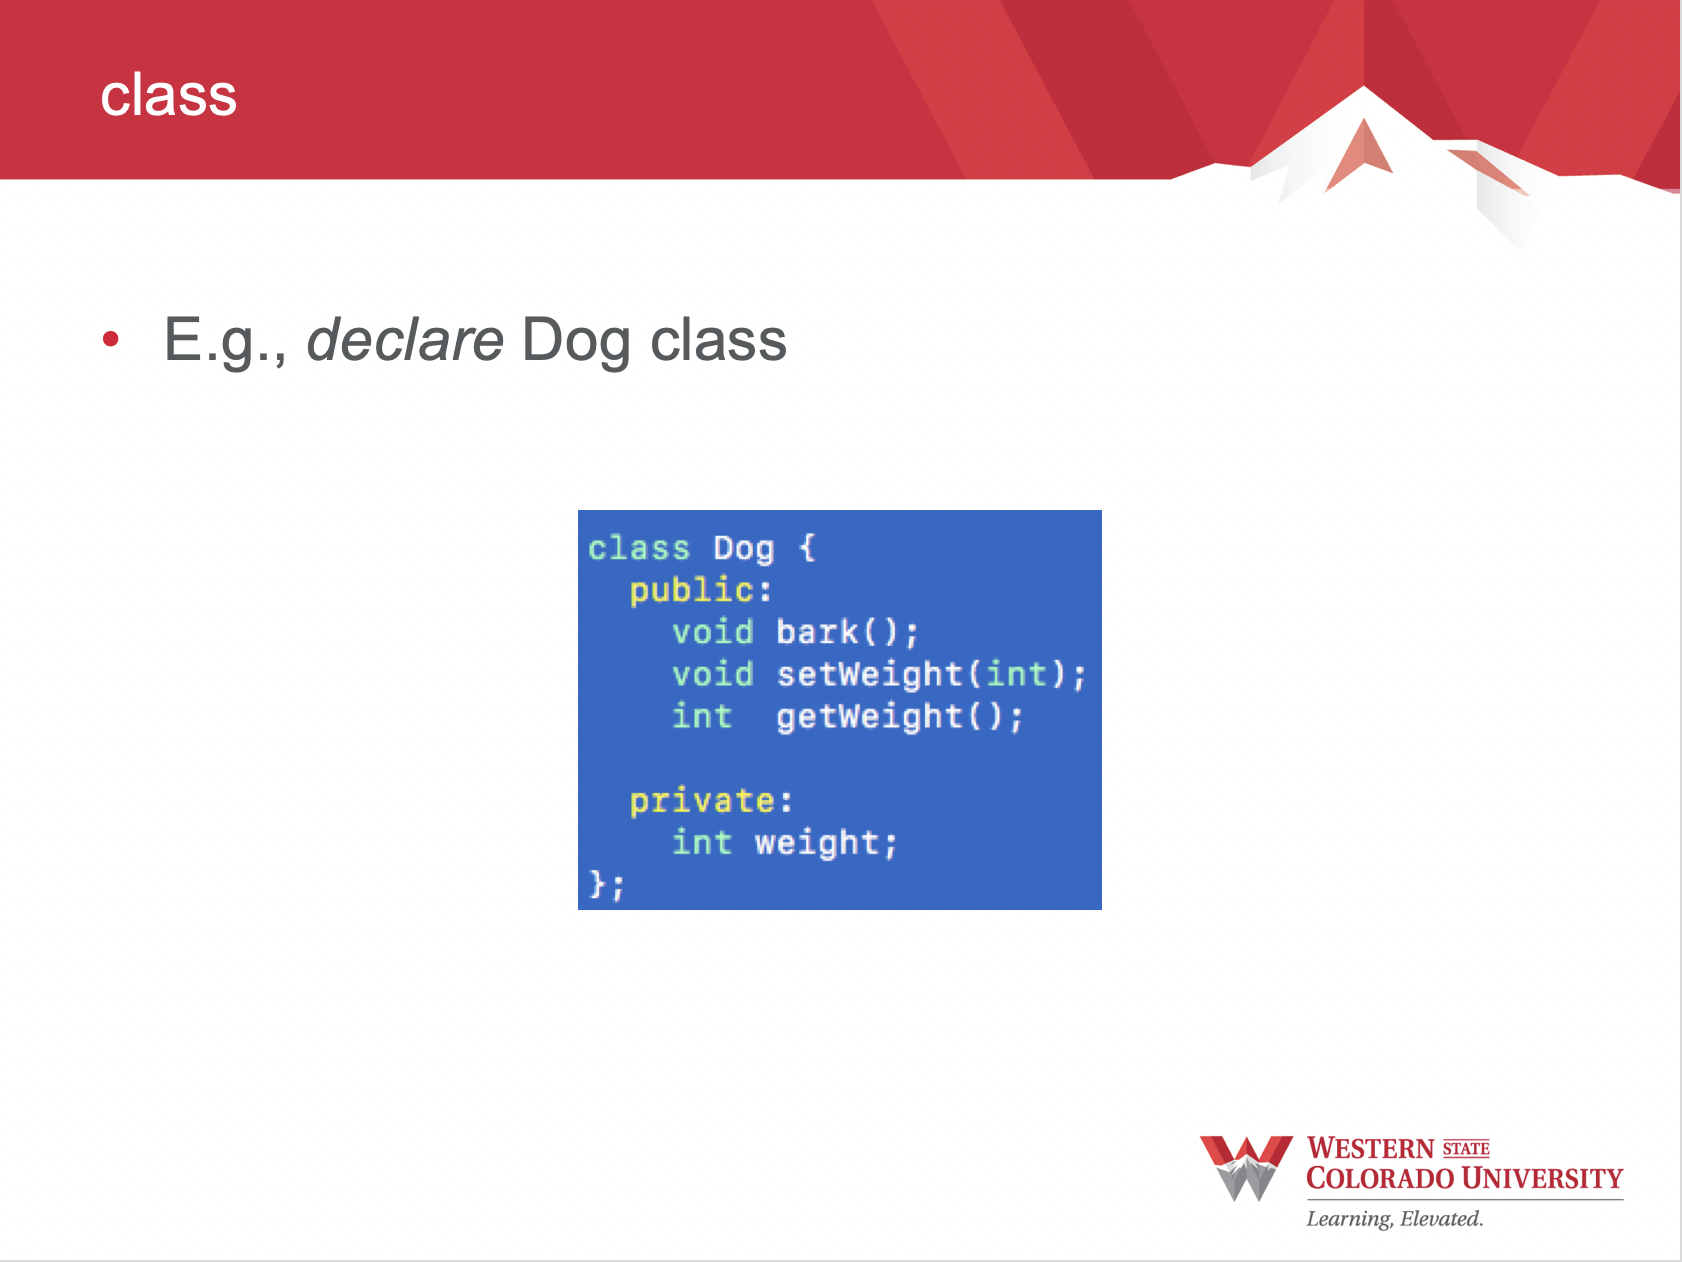 class
• E.g., declare Dog class
class Dog {
  public:
    void bark();
    void setWeight(int);
    int  getWeight();

  private:
    int weight;
};
WESTERN STATE
COLORADO UNIVERSITY
Learning, Elevated.